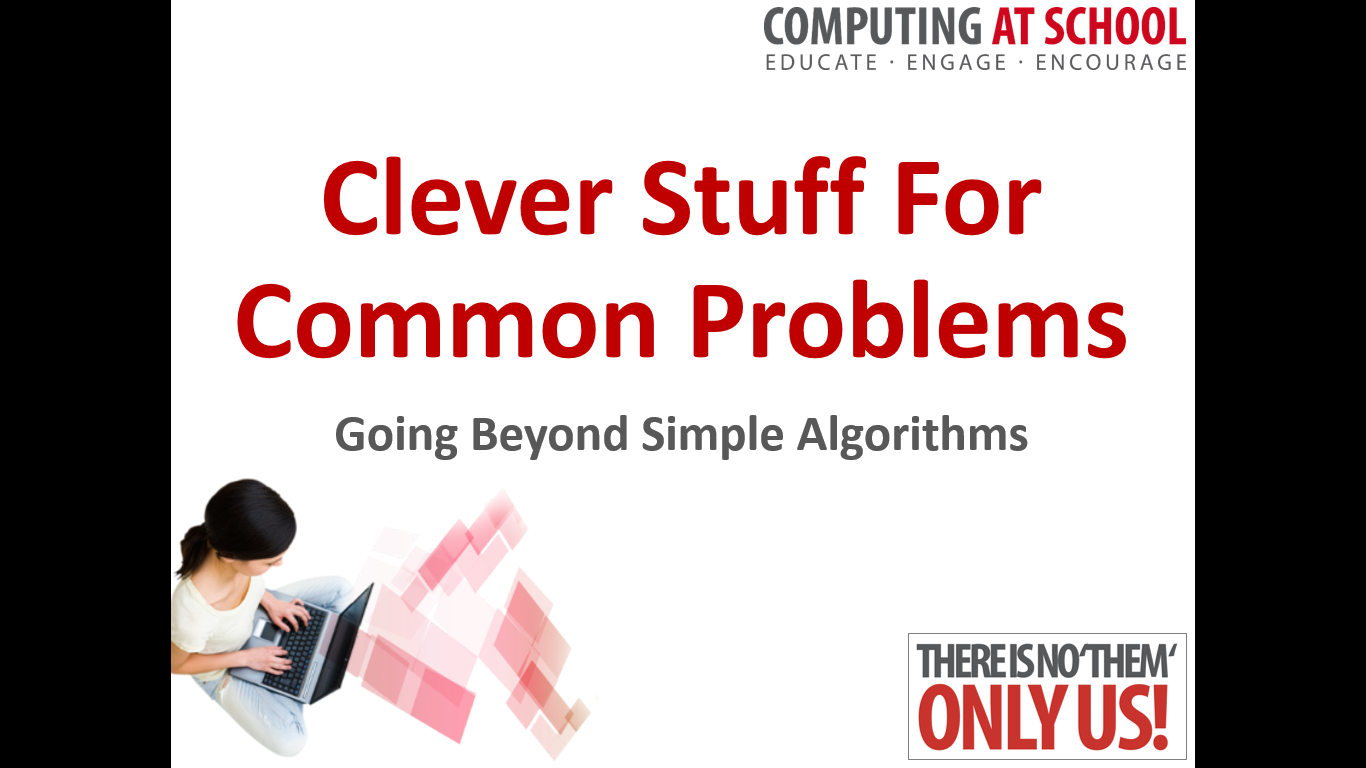 COMPUTING AT SCHOOL
EDUCATE · ENGAGE · ENCOURAGE
Clever Stuff For
Common Problems
Going Beyond Simple Algorithms
THERE IS NO ‘THEM‘
ONLY US!